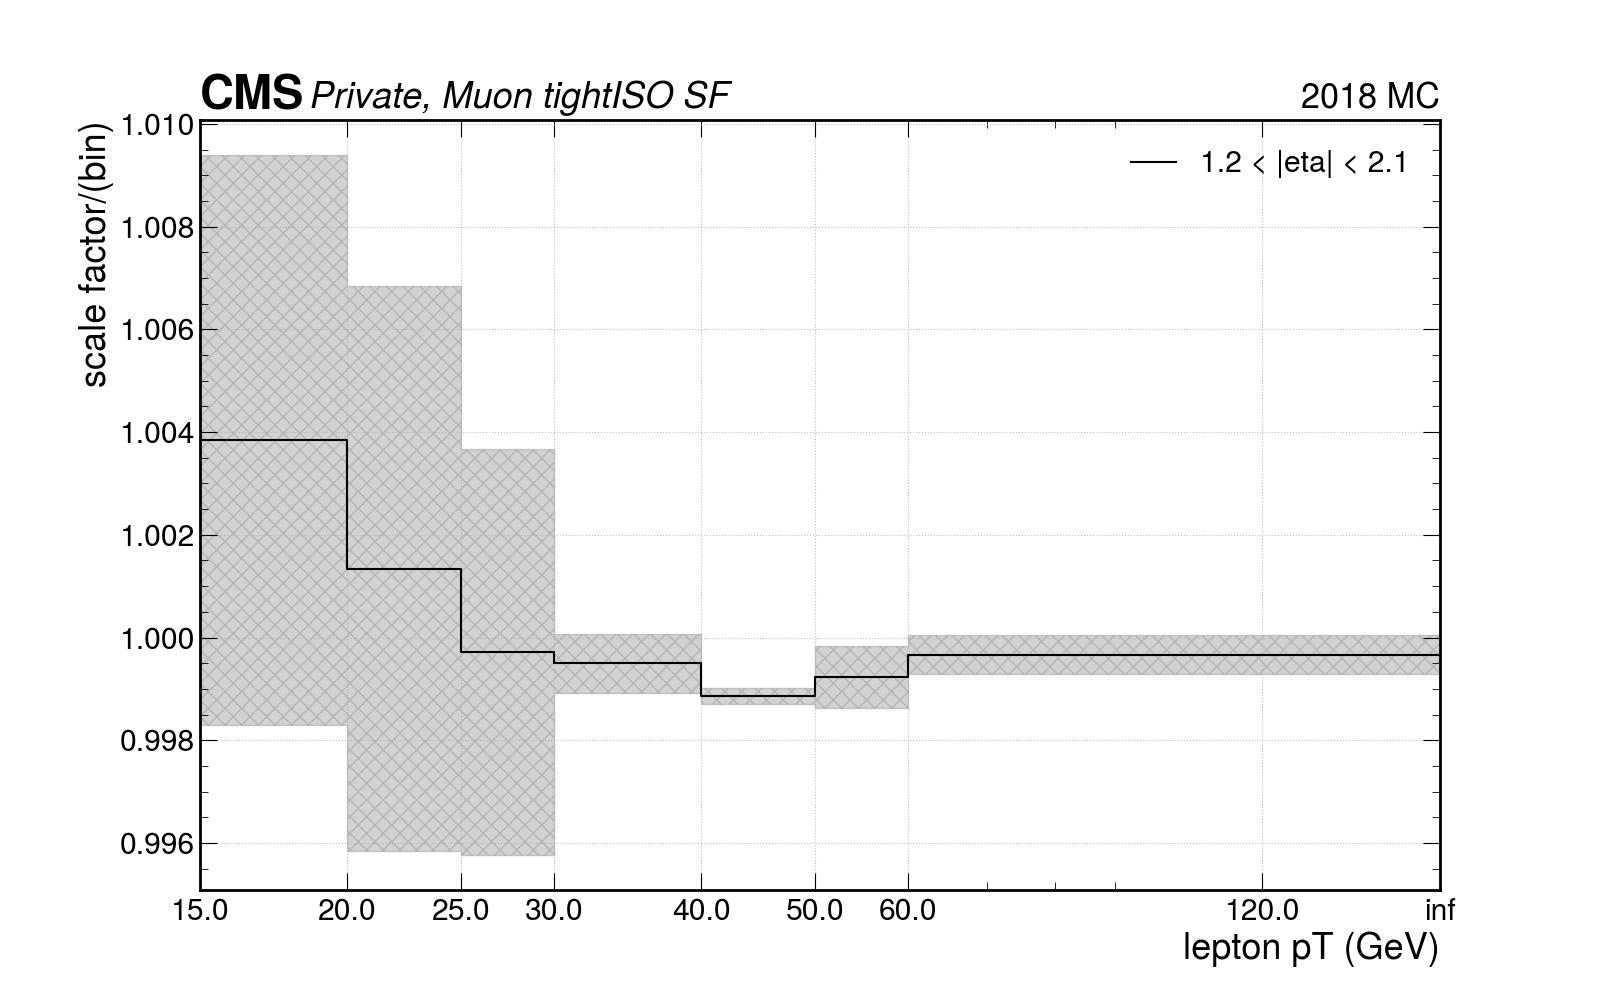 CMS Private, Muon tightISO SF 2018 MC
scale factor/(bin)
1.010
1.008
1.006
1.004
1.002
1.000
0.998
0.996
1.2 < |eta| < 2.1
15.0 20.0 25.0 30.0 40.0 50.0 60.0 120.0 inf
lepton pT (GeV)